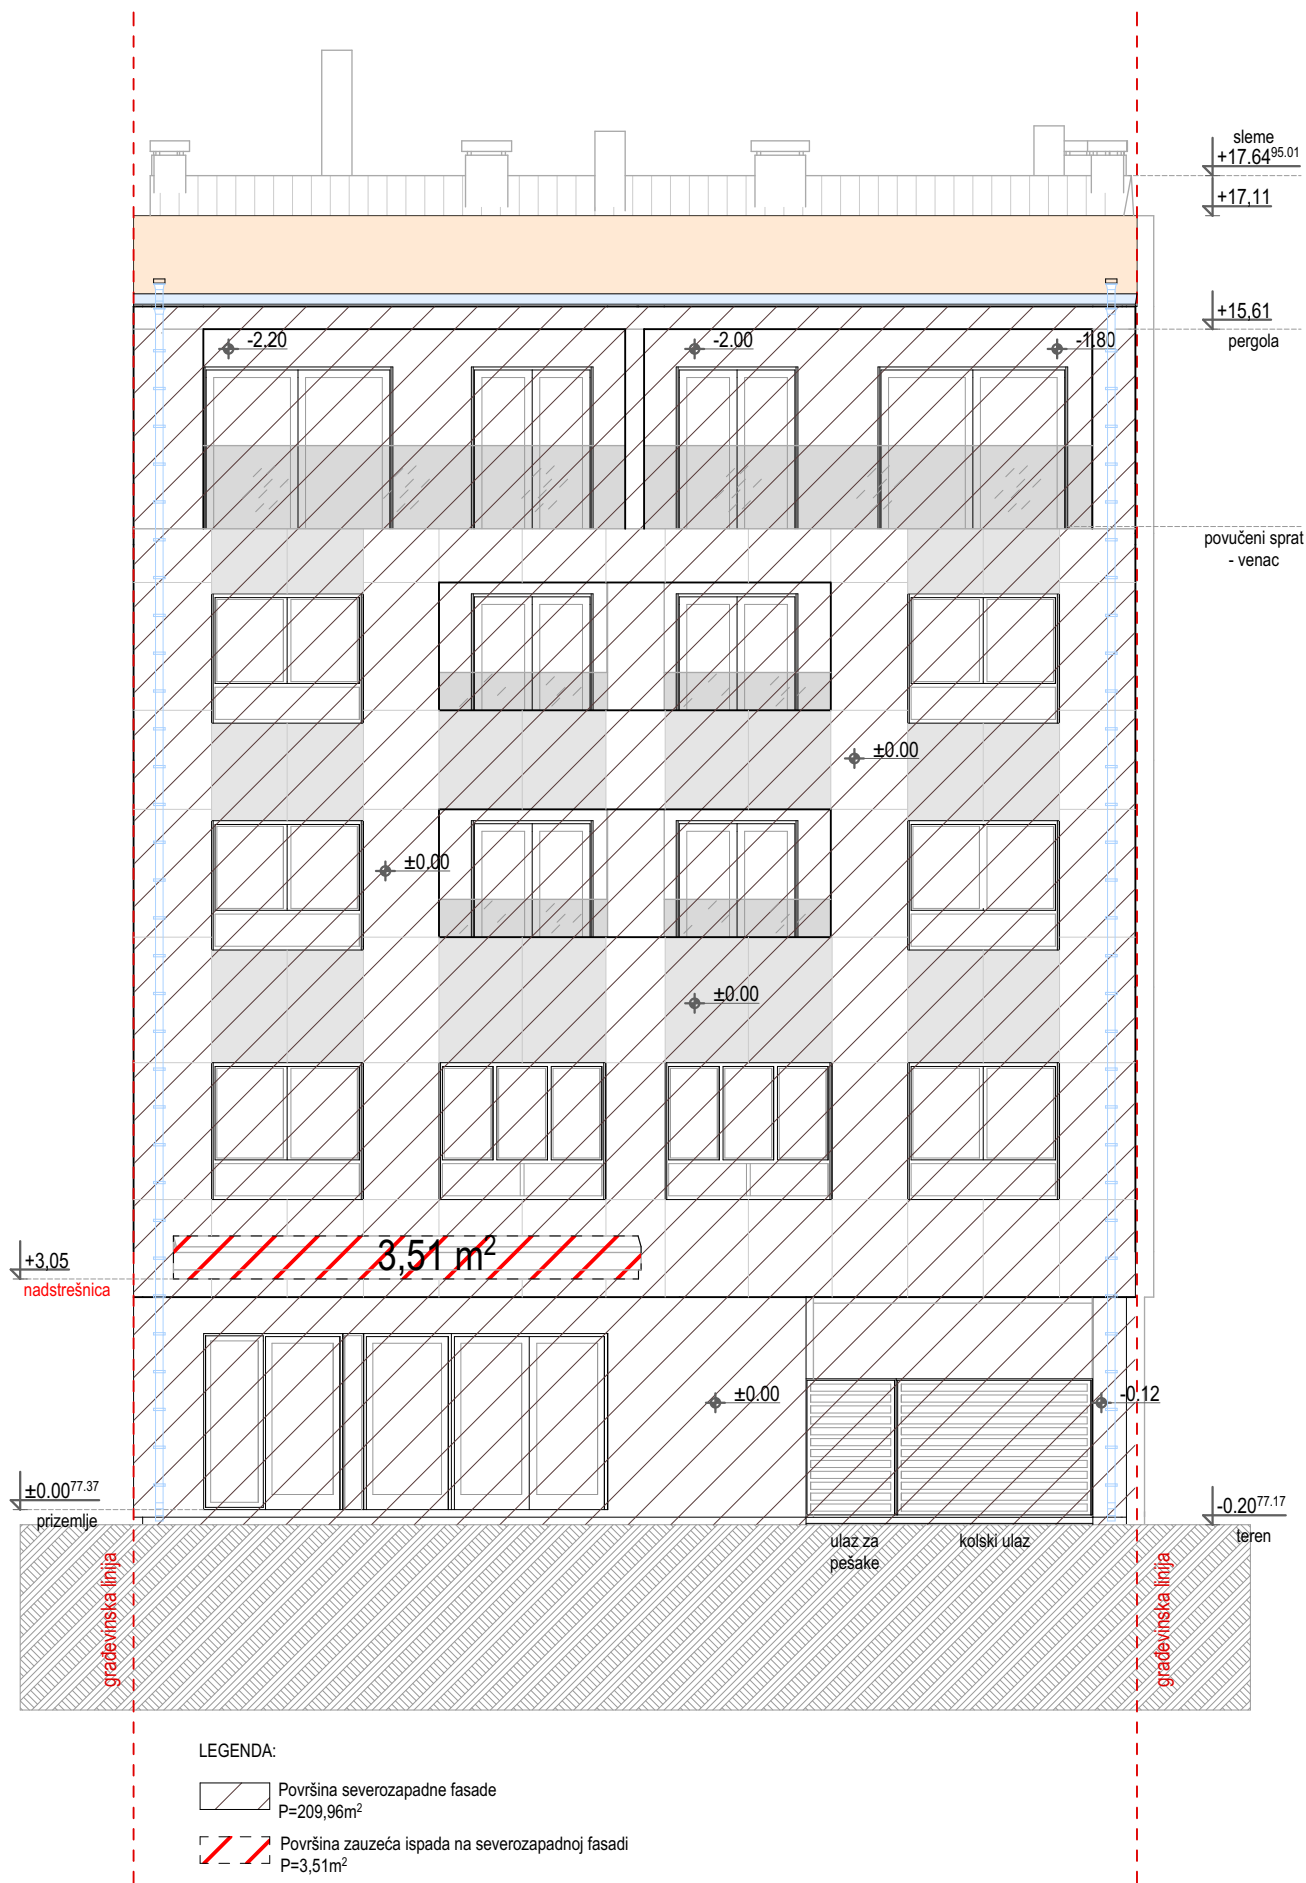 sleme
+17.64 95.01
+17,11
+15,61
pergola
-2,20
-2.00
-1.80
povučeni sprat
- venac
±0.00
±0.00
±0.00
3,51 m²
+3,05
nadstrešnica
±0.00
-0.12
±0.00 77.37
prizemlje
-0.20 77.17
teren
ulaz za
pešake
kolski ulaz
građevinska linija
građevinska linija
LEGENDA:
Površina severozapadne fasade
P=209,96m²
Površina zauzeća ispada na severozapadnoj fasadi
P=3,51m²